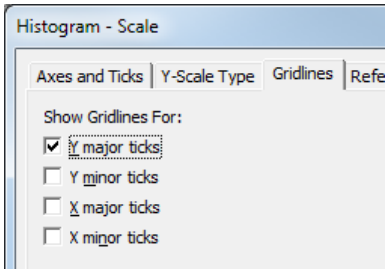 Histogram - Scale
Axes and Ticks Y-Scale Type Gridlines Refe
Show Gridlines For:
Y major ticks
Y minor ticks
X major ticks
X minor ticks